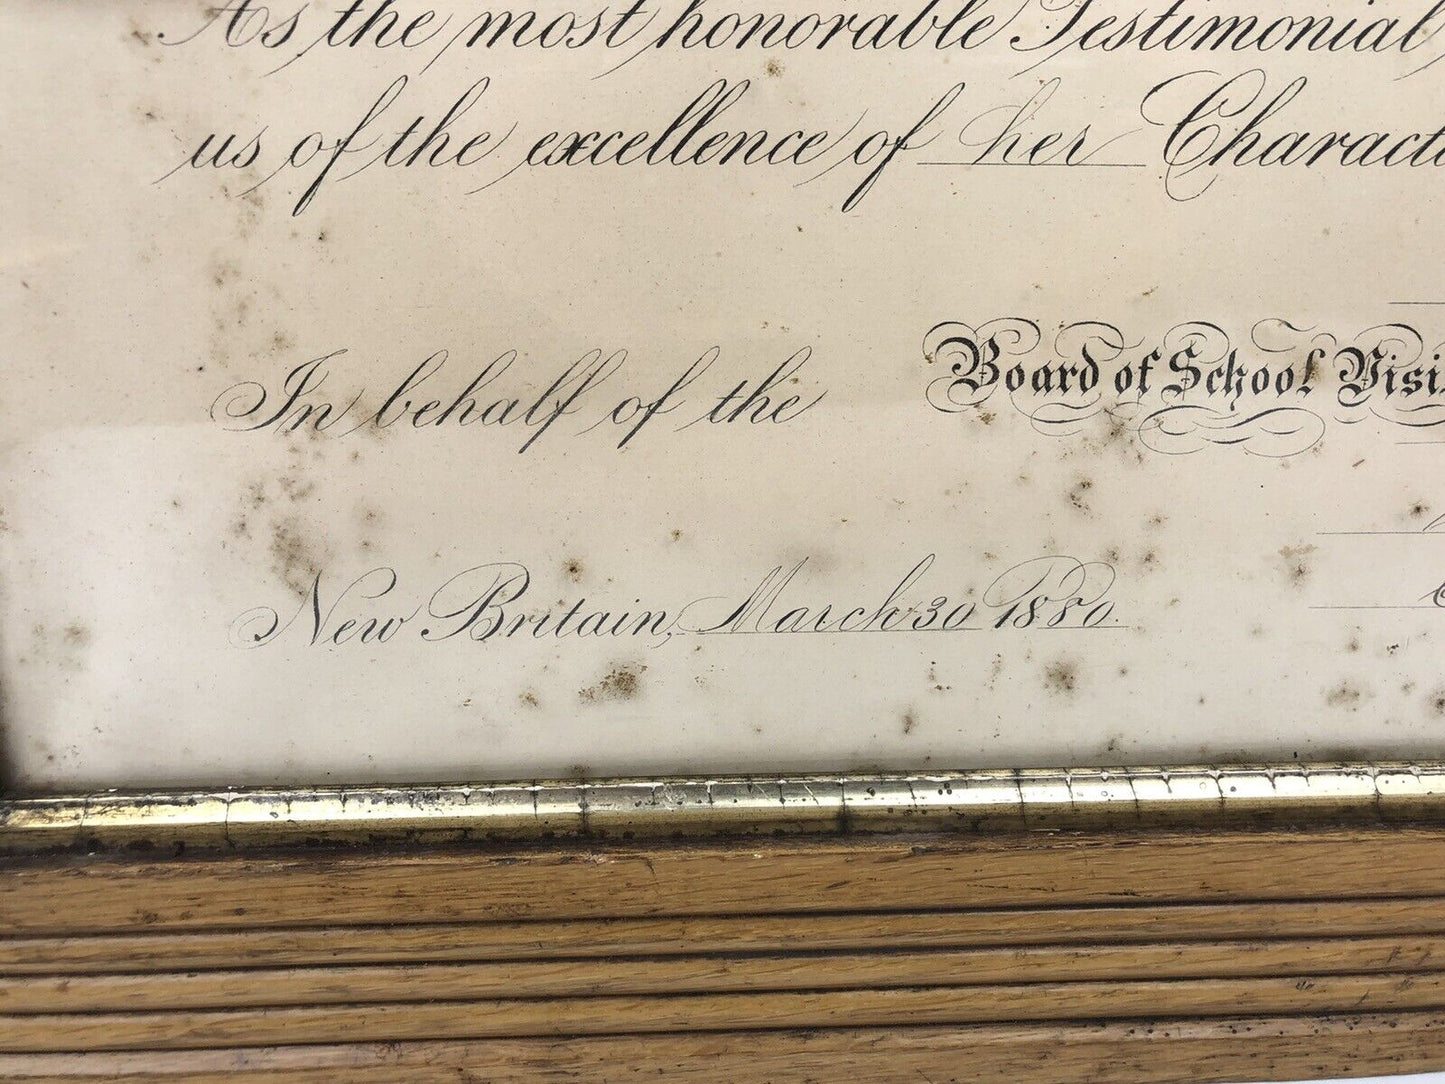 As the most honorable Testimonial
us of the excellence of her Characte
In behalf of the Board of School Visi
New Britain, March 30 1880.